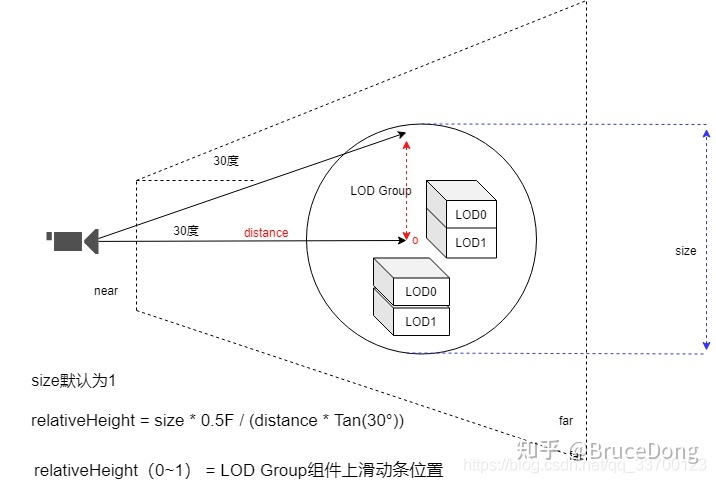 30度
LOD Group
LOD0
LOD1
30度
distance
o
size
near
LOD0
LOD1
size默认为1
relativeHeight = size * 0.5F / (distance * Tan(30°))
far
知乎 @BruceDong
far
https://blog.csdn.net/qq_33700123
relativeHeight（0~1） = LOD Group组件上滑动条位置